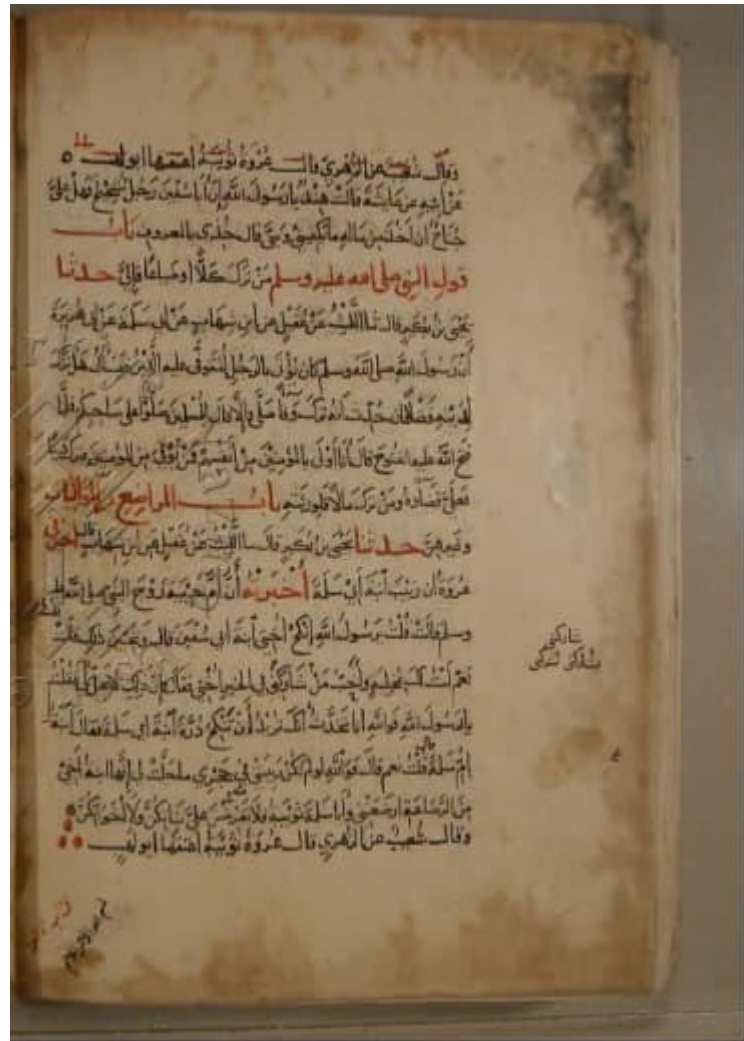 وقال شعيب عن الزهري قال عروة ثويبة أعتقها أبو لهب
عن أبيه عن عائشة قالت هند يا رسول الله إن أبا سفين رجل شحيح فهل علي
جناح أن آخذ من ماله ما يكفيني وبني قال خذي بالمعروف باب
قول النبي صلى الله عليه وسلم من ترك كلا أو ضياعا فإلي حدثنا
يحيى بن بكير قال ثنا الليث عن عقيل عن ابن شهاب عن أبي سلمة عن أبي هريرة
أن رسول الله صلى الله وسلم كان يؤتى بالرجل المتوفى عليه الدين فيسأل هل ترك
لدينه فضلا فإن حدث أنه ترك وفاء صلى وإلا قال للمسلمين صلوا على صاحبكم فلما
فتح الله عليه الفتوح قال أنا أولى بالمؤمنين من أنفسهم فمن توفي من المؤمنين فترك دينا
فعلي قضاؤه ومن ترك مالا فلورثته باب المراضع من المواليات
وغيرهن حدثنا يحيى بن بكير قال ثنا الليث عن عقيل عن ابن شهاب قال أخبرني
عروة أن زينب ابنة أبي سلمة أخبرته أن أم حبيبة زوج النبي صلى الله عليه
وسلم قالت قلت يرسول الله انكح أختي ابنة أبي سفين قال وتحبين ذلك قلت
نعم لست لك بمخلية وأحب من شاركني في الخير أختي فقال إن ذلك لا يحل لي فقلت
يا رسول الله فوالله إنا نتحدث أنك تريد أن تنكح درة ابنة أبي سلمة فقال ابنة
أم سلمة فقلت نعم قال فوالله لو لم تكن ربيبتي في حجري ما حلت لي إنها ابنة أخي
من الرضاعة أرضعتني وأبا سلمة ثويبة فلا تعرضن علي بناتكن ولا أخواتكن
وقال شعيب عن الزهري قال عروة ثويبة أعتقها أبو لهب
شاركني